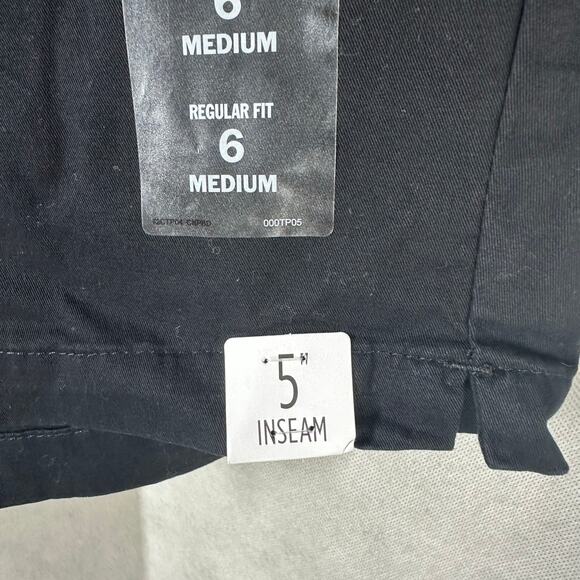 6
MEDIUM
REGULAR FIT
6
MEDIUM
000TP05
5"
INSEAM